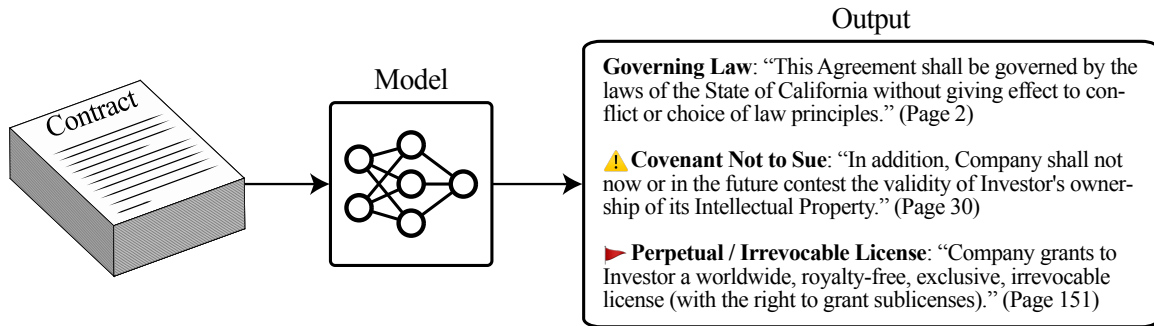 Output
Model
Contract
Governing Law: “This Agreement shall be governed by the
laws of the State of California without giving effect to con-
flict or choice of law principles.” (Page 2)
Covenant Not to Sue: “In addition, Company shall not
now or in the future contest the validity of Investor's owner-
ship of its Intellectual Property.” (Page 30)
Perpetual / Irrevocable License: “Company grants to
Investor a worldwide, royalty-free, exclusive, irrevocable
license (with the right to grant sublicenses).” (Page 151)